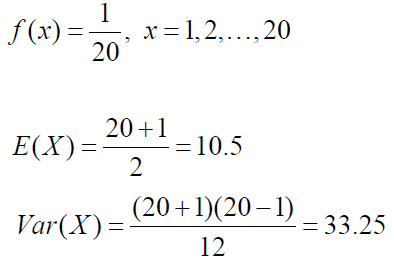 f(x) = 1/20, x = 1, 2, ..., 20
E(X) = (20+1)/2 = 10.5
Var(X) = (20+1)(20−1)/12 = 33.25